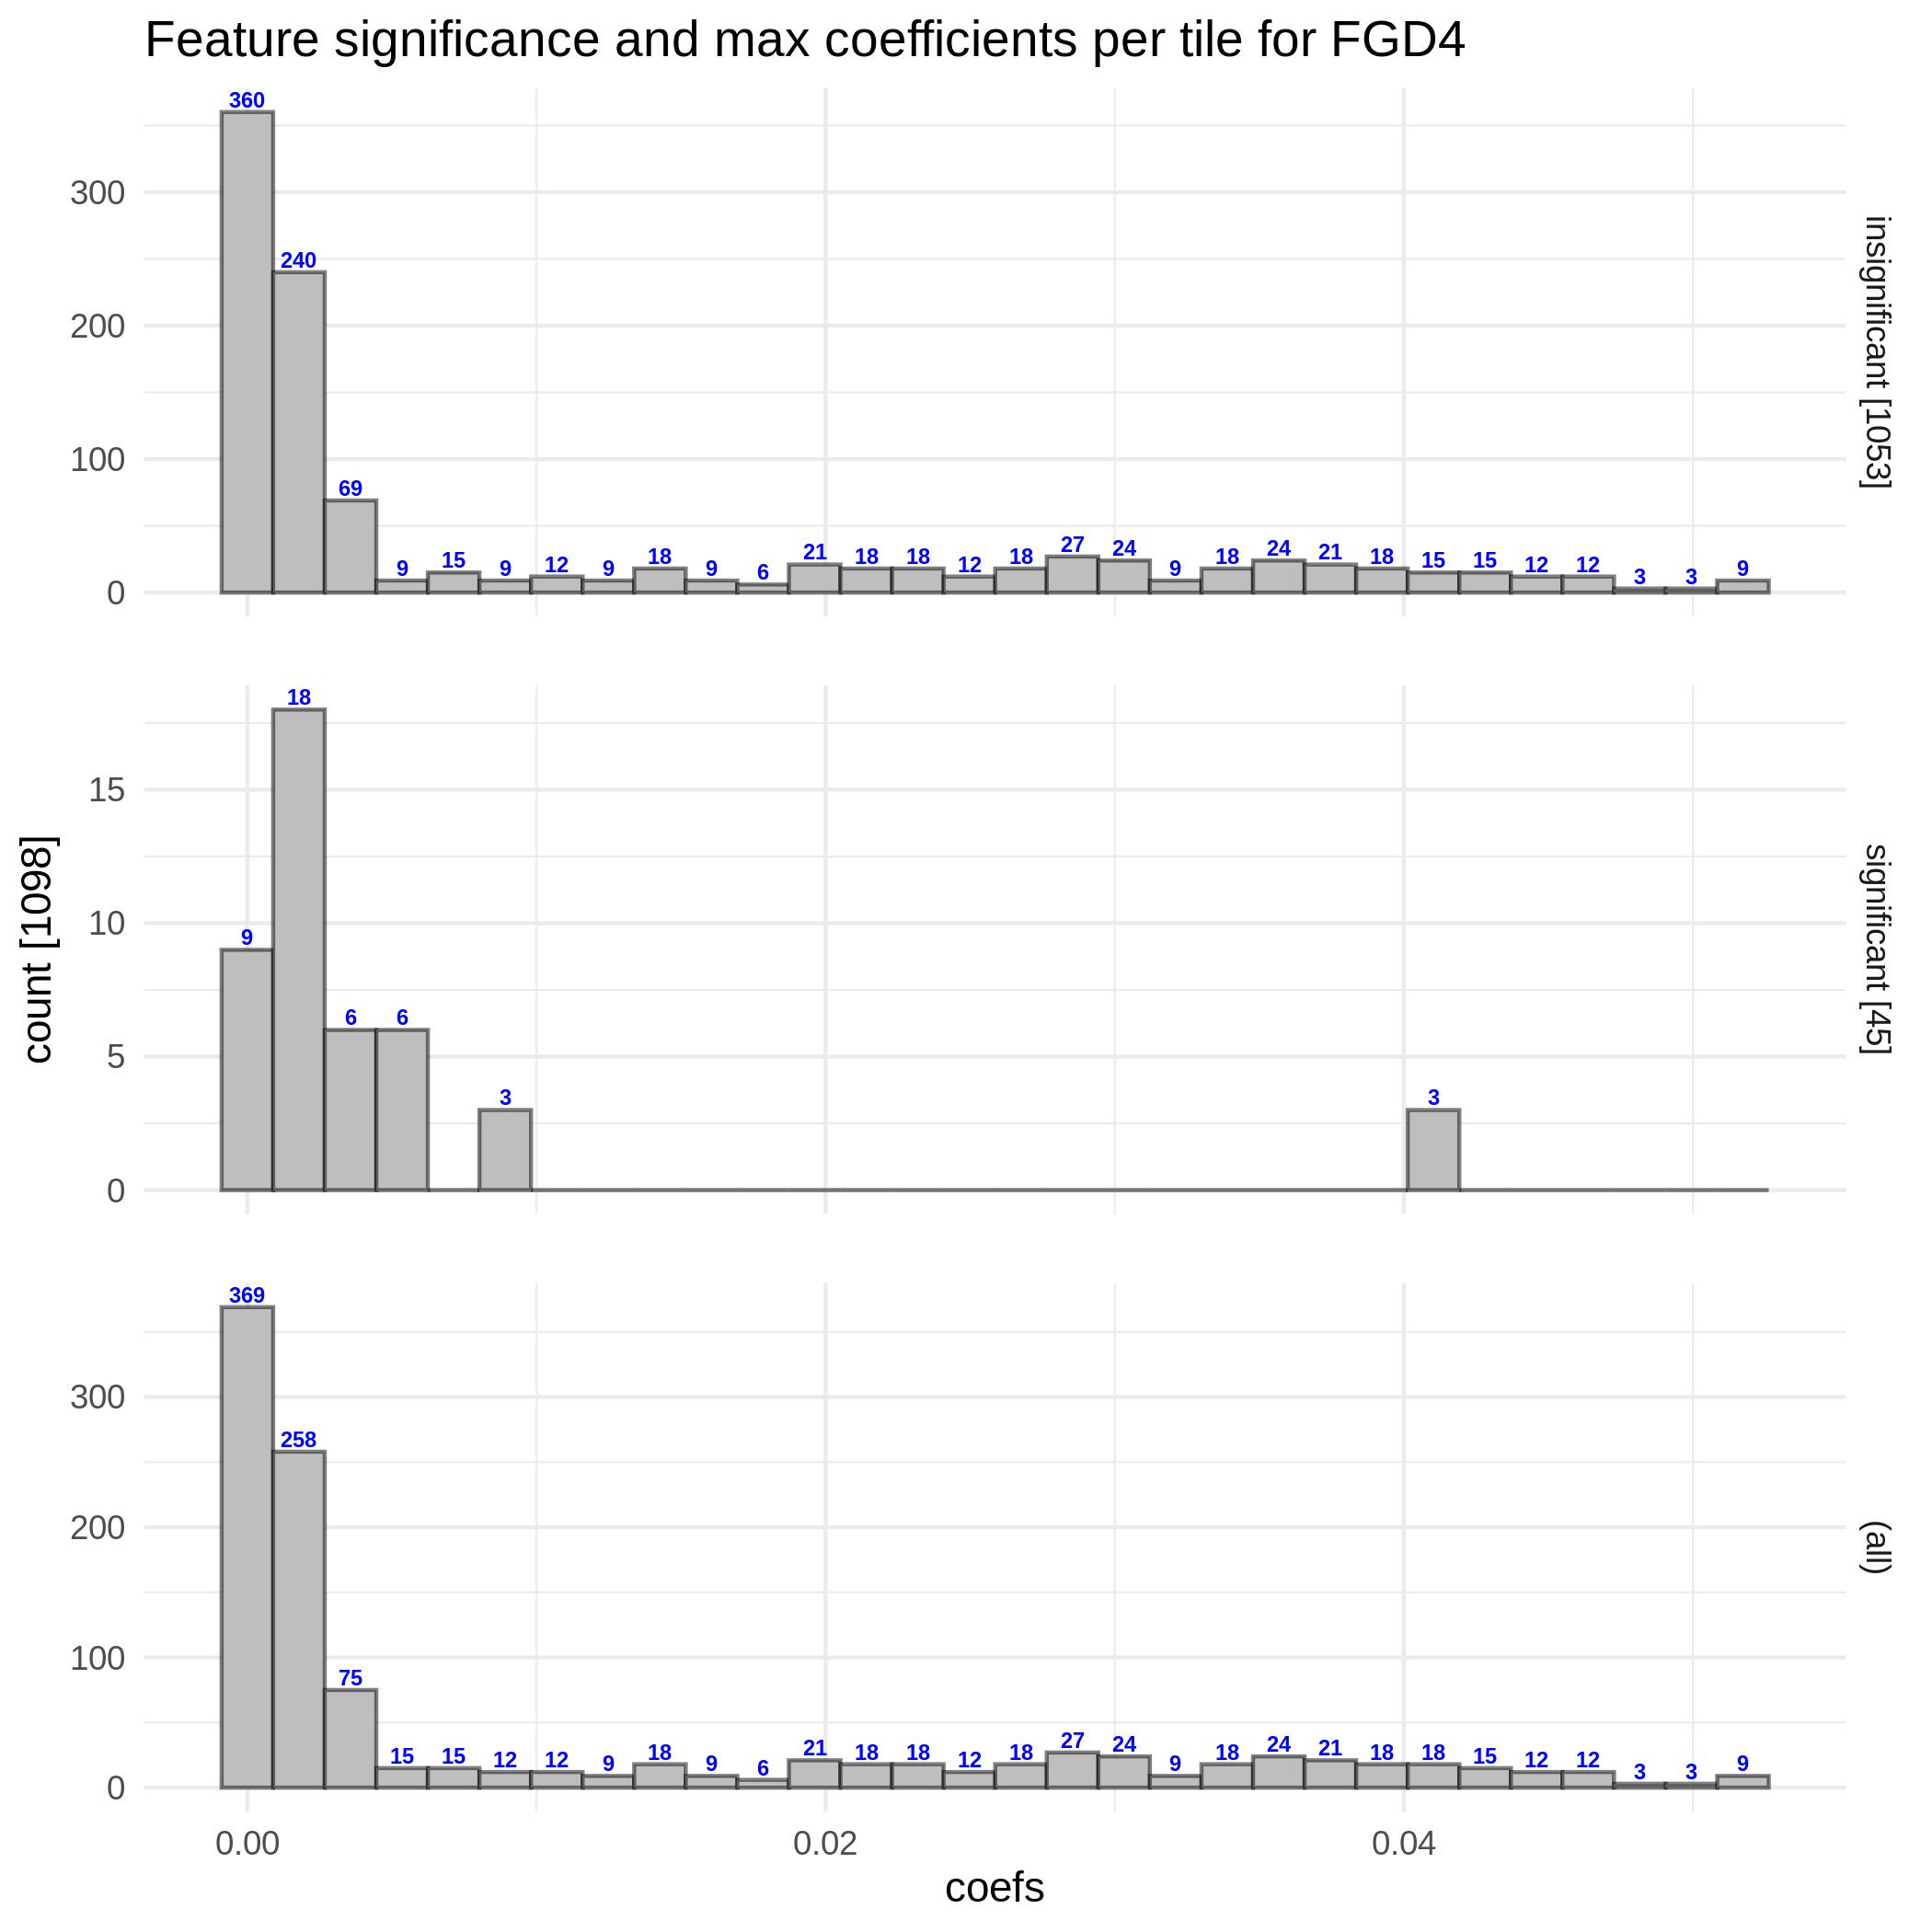 Feature significance and max coefficients per tile for FGD4
360
240
69
9 15 9 12 9 18 9 6 21 18 18 12 18 27 24 9 18 24 21 18 15 15 12 12 3 3 9
300
200
100
0
insignificant [1053]
18
9
6 6
3 3
15
10
5
0
significant [45]
count [1098]
369
258
75
15 15 12 12 9 18 9 6 21 18 18 12 18 27 24 9 18 24 21 18 18 15 12 12 3 3 9
300
200
100
0
(all)
0.00 0.02 0.04
coefs